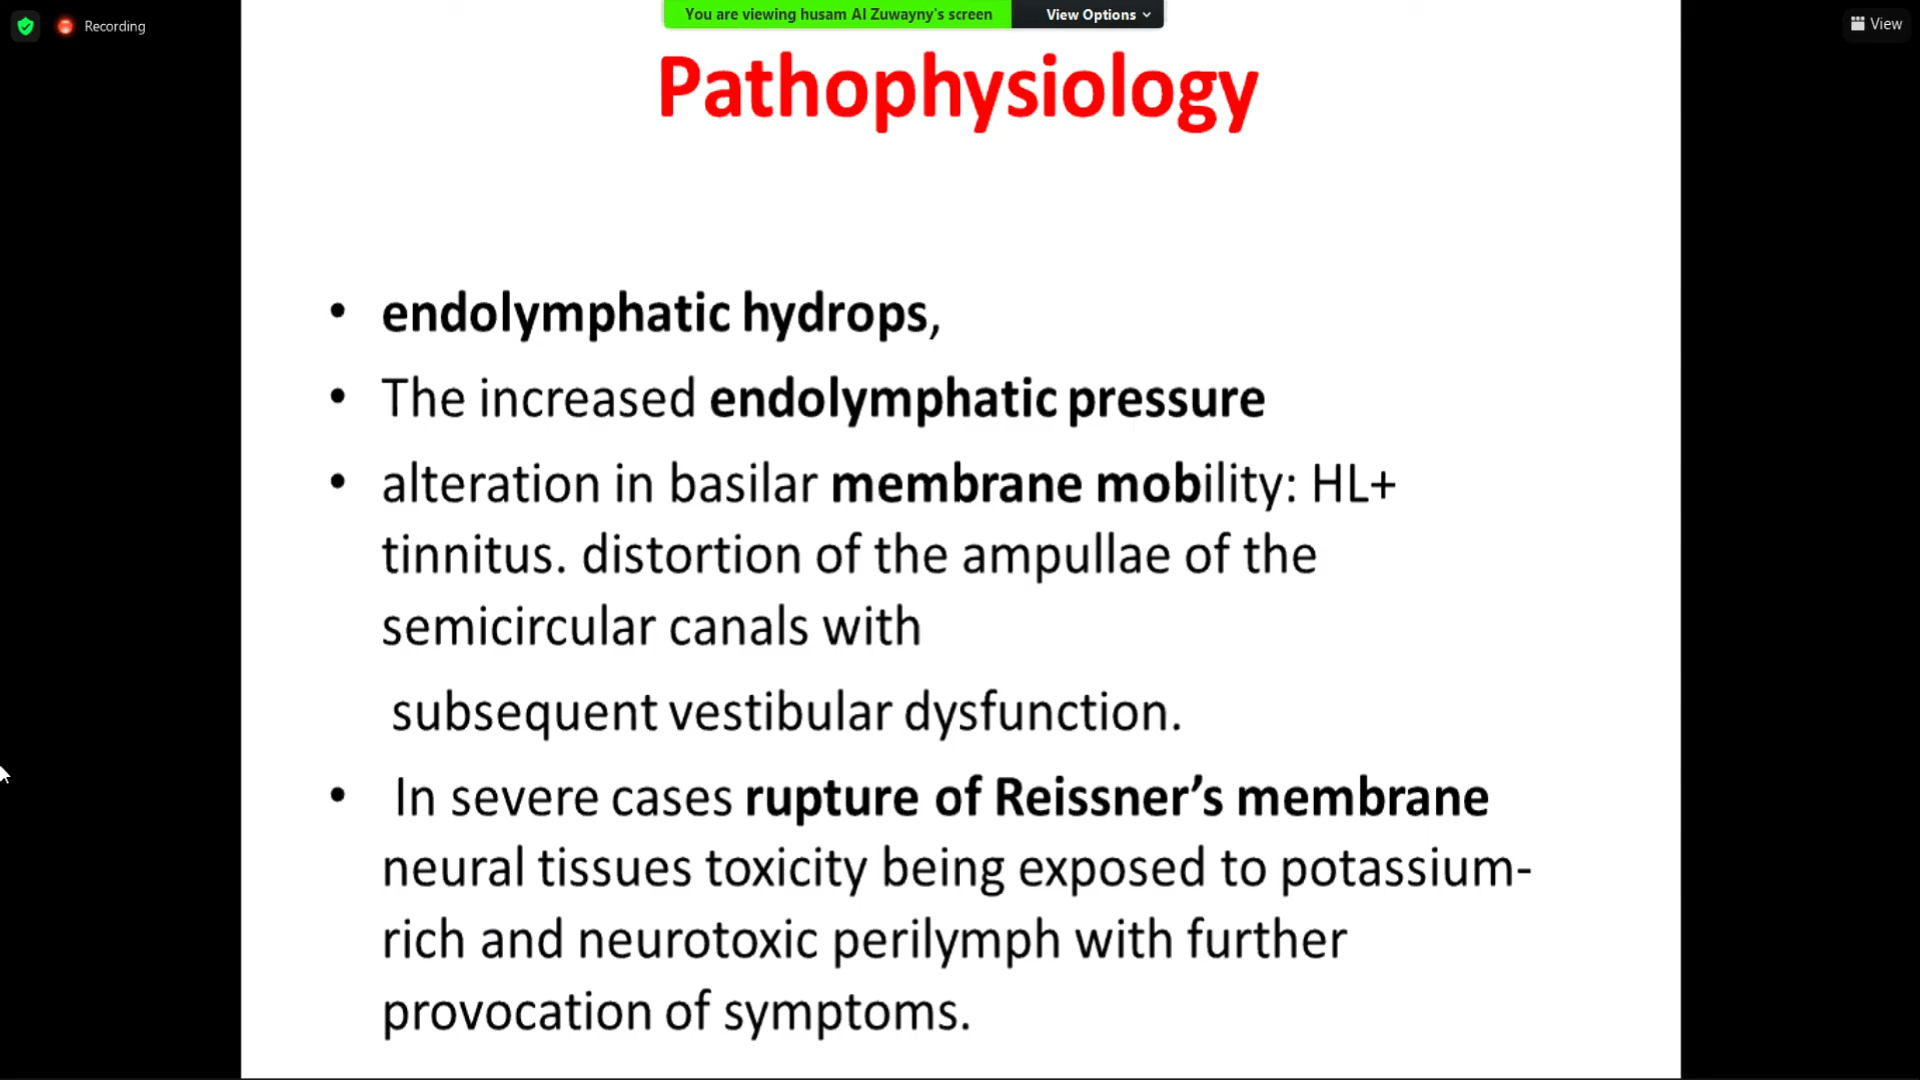 Recording
You are viewing husam Al Zuwayny's screen
View Options
View
Pathophysiology
• endolymphatic hydrops,
• The increased endolymphatic pressure
• alteration in basilar membrane mobility: HL+
tinnitus. distortion of the ampullae of the
semicircular canals with
subsequent vestibular dysfunction.
• In severe cases rupture of Reissner’s membrane
neural tissues toxicity being exposed to potassium-
rich and neurotoxic perilymph with further
provocation of symptoms.